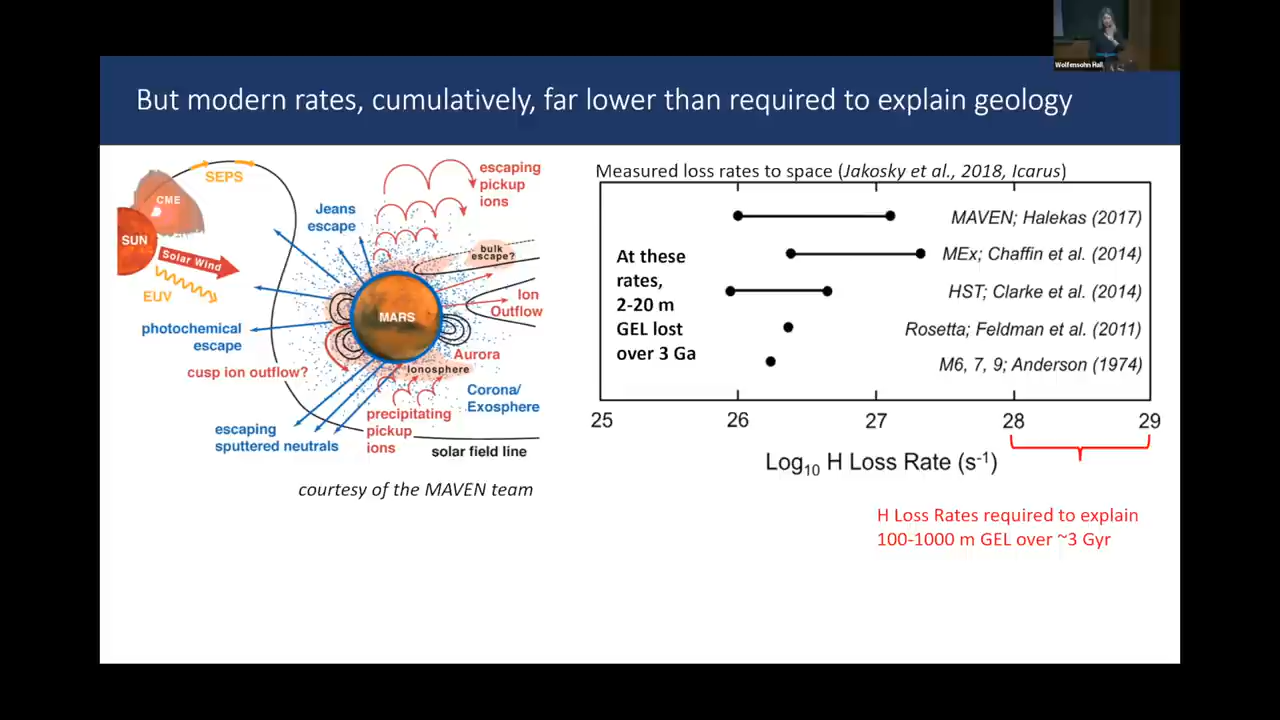 Wolfensohn Hall
But modern rates, cumulatively, far lower than required to explain geology
SEPS
CME
SUN
Solar Wind
EUV
Jeans
escape
escaping
pickup
ions
bulk
escape?
Ion
Outflow
MARS
photochemical
escape
cusp ion outflow?
Aurora
Ionosphere
Corona/
Exosphere
escaping
sputtered neutrals
precipitating
pickup
ions
solar field line
courtesy of the MAVEN team
Measured loss rates to space (Jakosky et al., 2018, Icarus)
At these
rates,
2-20 m
GEL lost
over 3 Ga
MAVEN; Halekas (2017)
MEx; Chaffin et al. (2014)
HST; Clarke et al. (2014)
Rosetta; Feldman et al. (2011)
M6, 7, 9; Anderson (1974)
25 26 27 28 29
Log10 H Loss Rate (s-1)
H Loss Rates required to explain
100-1000 m GEL over ~3 Gyr